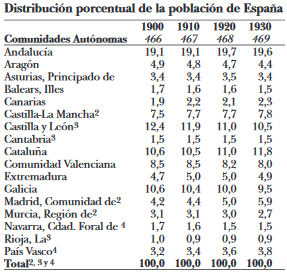 Distribución porcentual de la población de España
1900 1910 1920 1930
Comunidades Autónomas 466 467 468 469
Andalucía 19,1 19,1 19,7 19,6
Aragón 4,9 4,8 4,7 4,4
Asturias, Principado de 3,4 3,4 3,5 3,4
Balears, Illes 1,7 1,6 1,6 1,5
Canarias 1,9 2,2 2,1 2,3
Castilla-La Mancha² 7,5 7,7 7,7 7,8
Castilla y León³ 12,4 11,9 11,0 10,5
Cantabria³ 1,5 1,5 1,5 1,5
Cataluña 10,6 10,5 11,0 11,8
Comunidad Valenciana 8,5 8,5 8,2 8,0
Extremadura 4,7 5,0 5,0 4,9
Galicia 10,6 10,4 10,0 9,5
Madrid, Comunidad de² 4,2 4,4 5,0 5,9
Murcia, Región de² 3,1 3,1 3,0 2,7
Navarra, Cdad. Foral de ⁴ 1,7 1,6 1,5 1,5
Rioja, La³ 1,0 0,9 0,9 0,9
País Vasco⁴ 3,2 3,4 3,6 3,8
Total², ³ y ⁴ 100,0 100,0 100,0 100,0